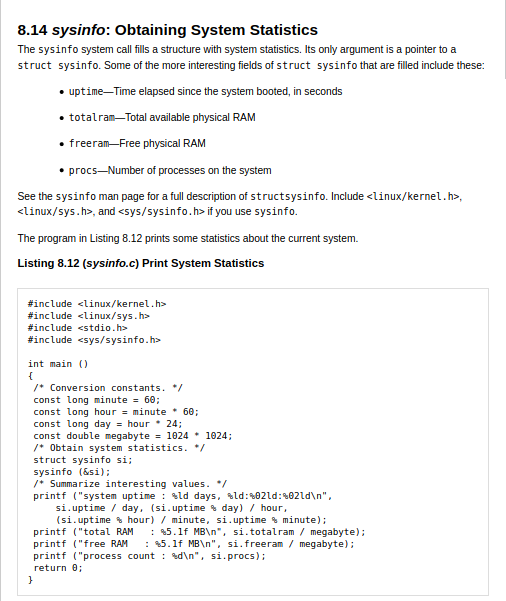 8.14 sysinfo: Obtaining System Statistics
The sysinfo system call fills a structure with system statistics. Its only argument is a pointer to a
struct sysinfo. Some of the more interesting fields of struct sysinfo that are filled include these:
• uptime—Time elapsed since the system booted, in seconds
• totalram—Total available physical RAM
• freeram—Free physical RAM
• procs—Number of processes on the system
See the sysinfo man page for a full description of structsysinfo. Include <linux/kernel.h>,
<linux/sys.h>, and <sys/sysinfo.h> if you use sysinfo.
The program in Listing 8.12 prints some statistics about the current system.
Listing 8.12 (sysinfo.c) Print System Statistics
#include <linux/kernel.h>
#include <linux/sys.h>
#include <stdio.h>
#include <sys/sysinfo.h>
int main ()
{
 /* Conversion constants. */
 const long minute = 60;
 const long hour = minute * 60;
 const long day = hour * 24;
 const double megabyte = 1024 * 1024;
 /* Obtain system statistics. */
 struct sysinfo si;
 sysinfo (&si);
 /* Summarize interesting values. */
 printf ("system uptime : %ld days, %ld:%02ld:%02ld\n",
     si.uptime / day, (si.uptime % day) / hour,
     (si.uptime % hour) / minute, si.uptime % minute);
 printf ("total RAM   : %5.1f MB\n", si.totalram / megabyte);
 printf ("free RAM   : %5.1f MB\n", si.freeram / megabyte);
 printf ("process count : %d\n", si.procs);
 return 0;
}